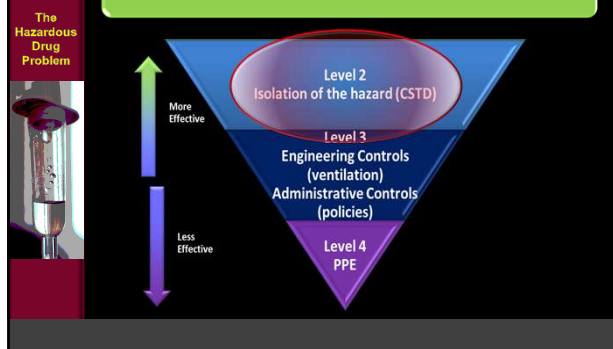 The
Hazardous
Drug
Problem
More
Effective
Less
Effective
Level 2
Isolation of the hazard (CSTD)
Level 3
Engineering Controls
(ventilation)
Administrative Controls
(policies)
Level 4
PPE